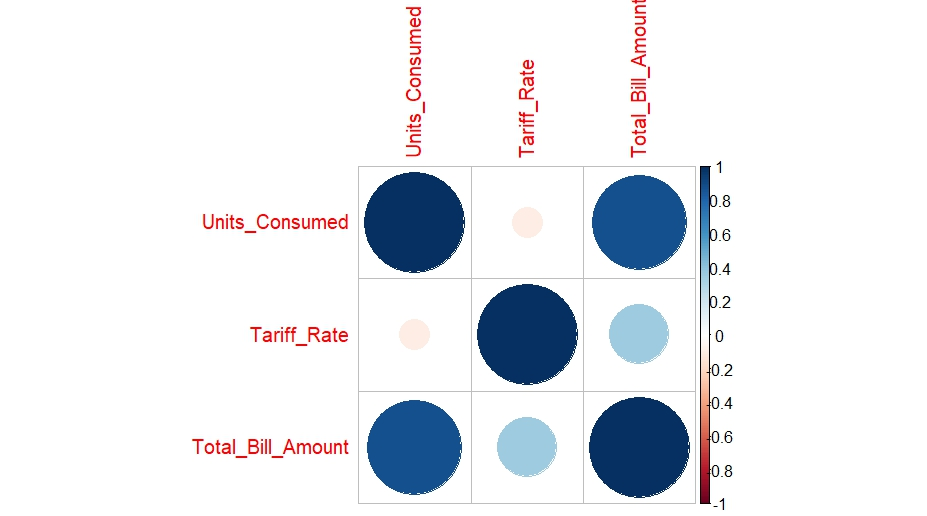 Units_Consumed
Tariff_Rate
Total_Bill_Amount
Units_Consumed
Tariff_Rate
Total_Bill_Amount
1
0.8
0.6
0.4
0.2
0
-0.2
-0.4
-0.6
-0.8
-1